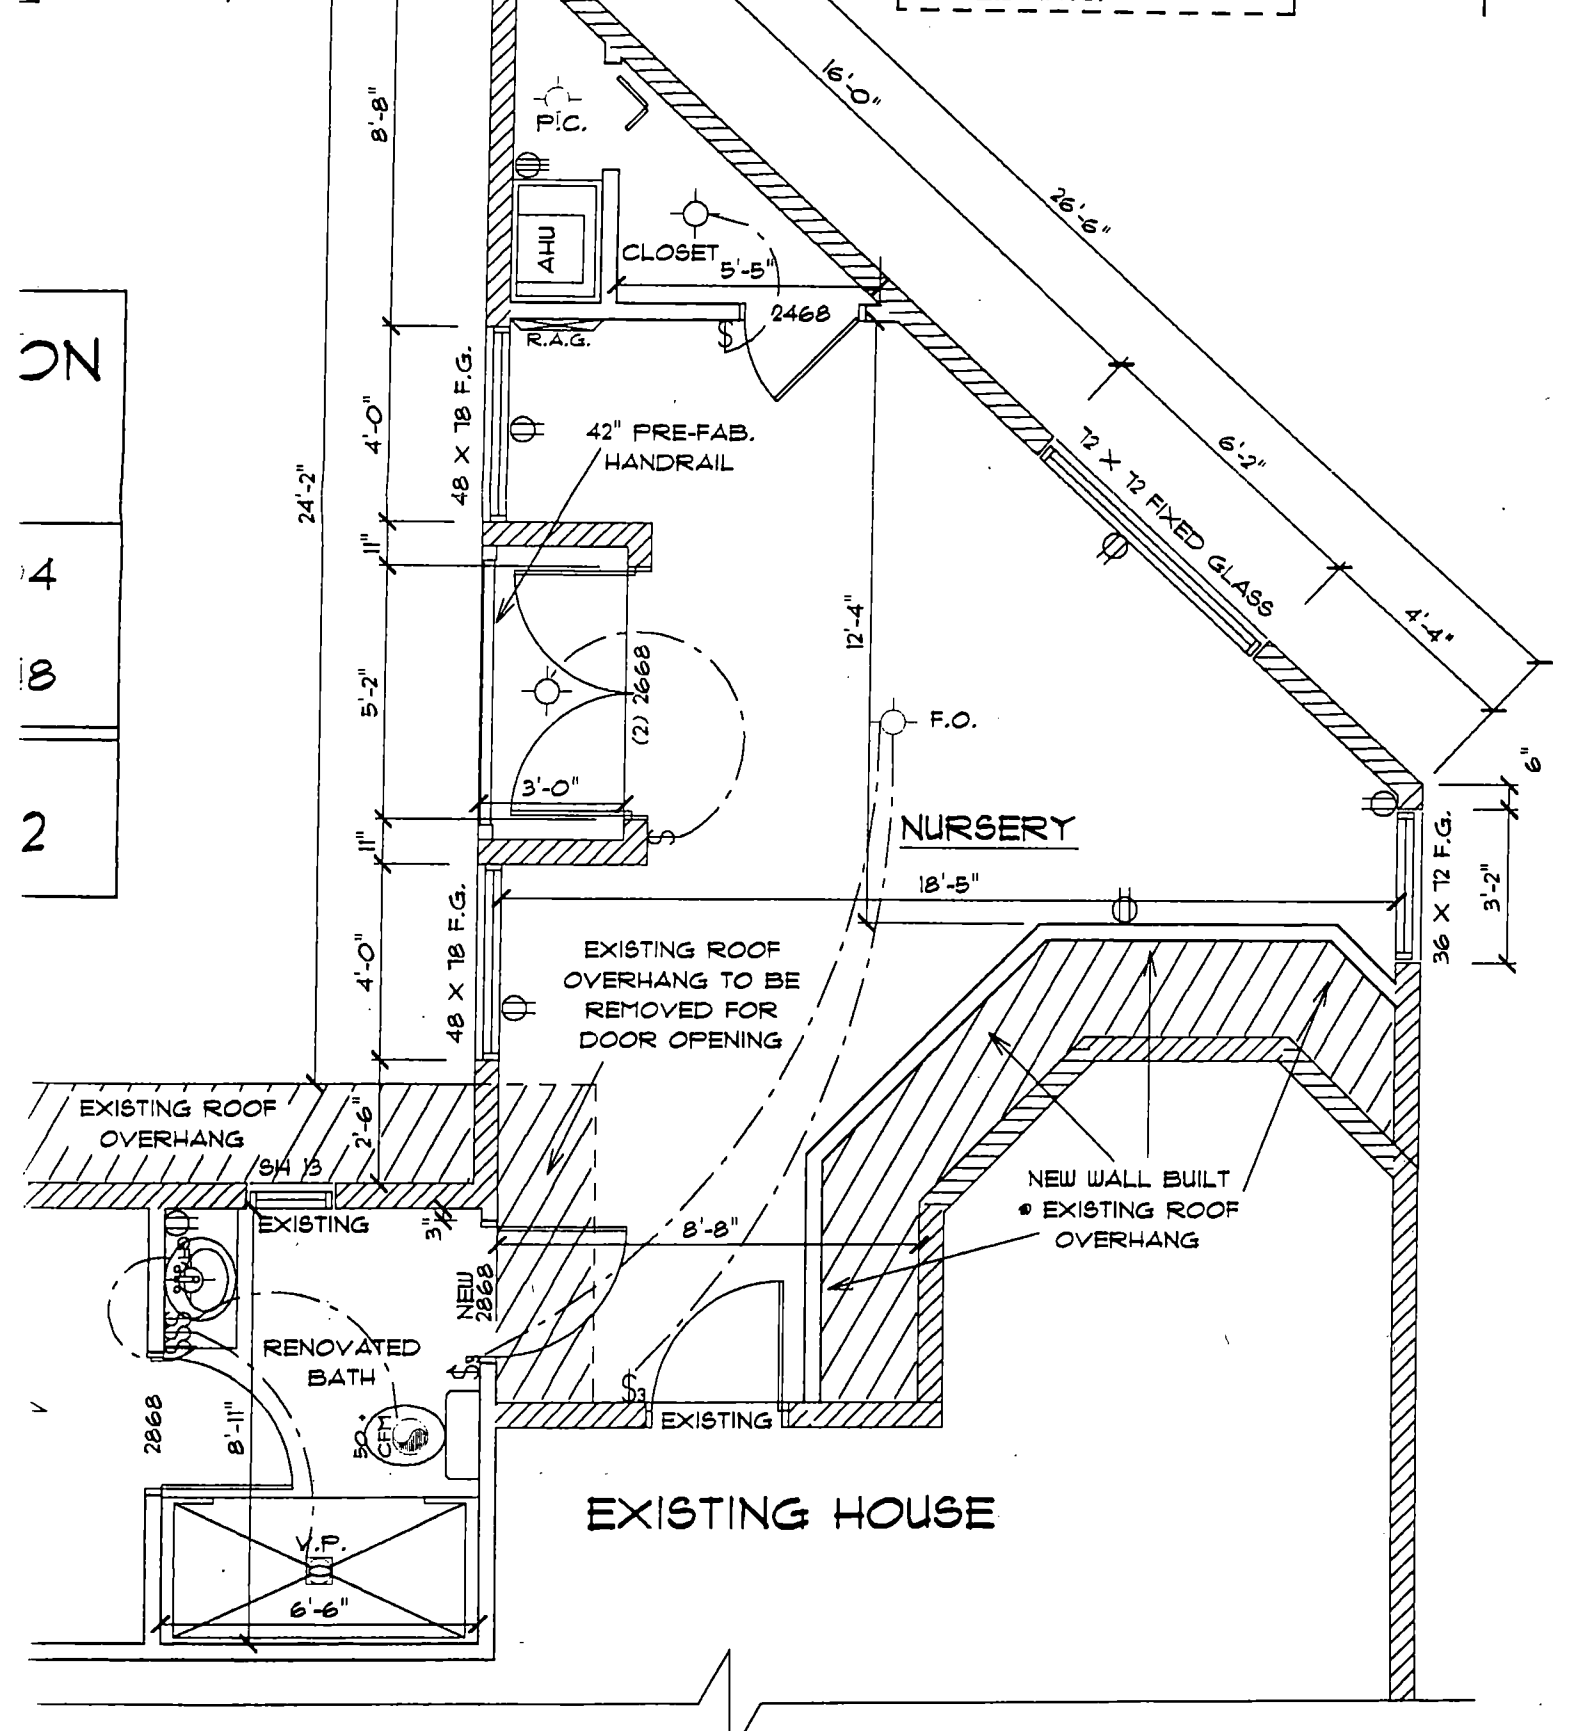 16'-0"
8'-8"
P.C.
26'-6"
AHU
CLOSET
5'-5"
2468
R.A.G.
ON
48 X 78 F.G.
4'-0"
42" PRE-FAB.
HANDRAIL
72 X 72 FIXED GLASS
6'-2"
24'-2"
11"
4
4'-4"
12'-4"
8
5'-2"
(2) 2668
F.O.
6"
3'-0"
2
11"
NURSERY
36 X 72 F.G.
3'-2"
18'-5"
48 X 78 F.G.
4'-0"
EXISTING ROOF
OVERHANG TO BE
REMOVED FOR
DOOR OPENING
EXISTING ROOF
OVERHANG
2'-6"
SH 13
EXISTING
3"
NEW WALL BUILT
@ EXISTING ROOF
OVERHANG
8'-8"
NEW
2868
RENOVATED
BATH
$3
$3
2868
8'-11"
50+
CFM
EXISTING
EXISTING HOUSE
V.P.
6'-6"